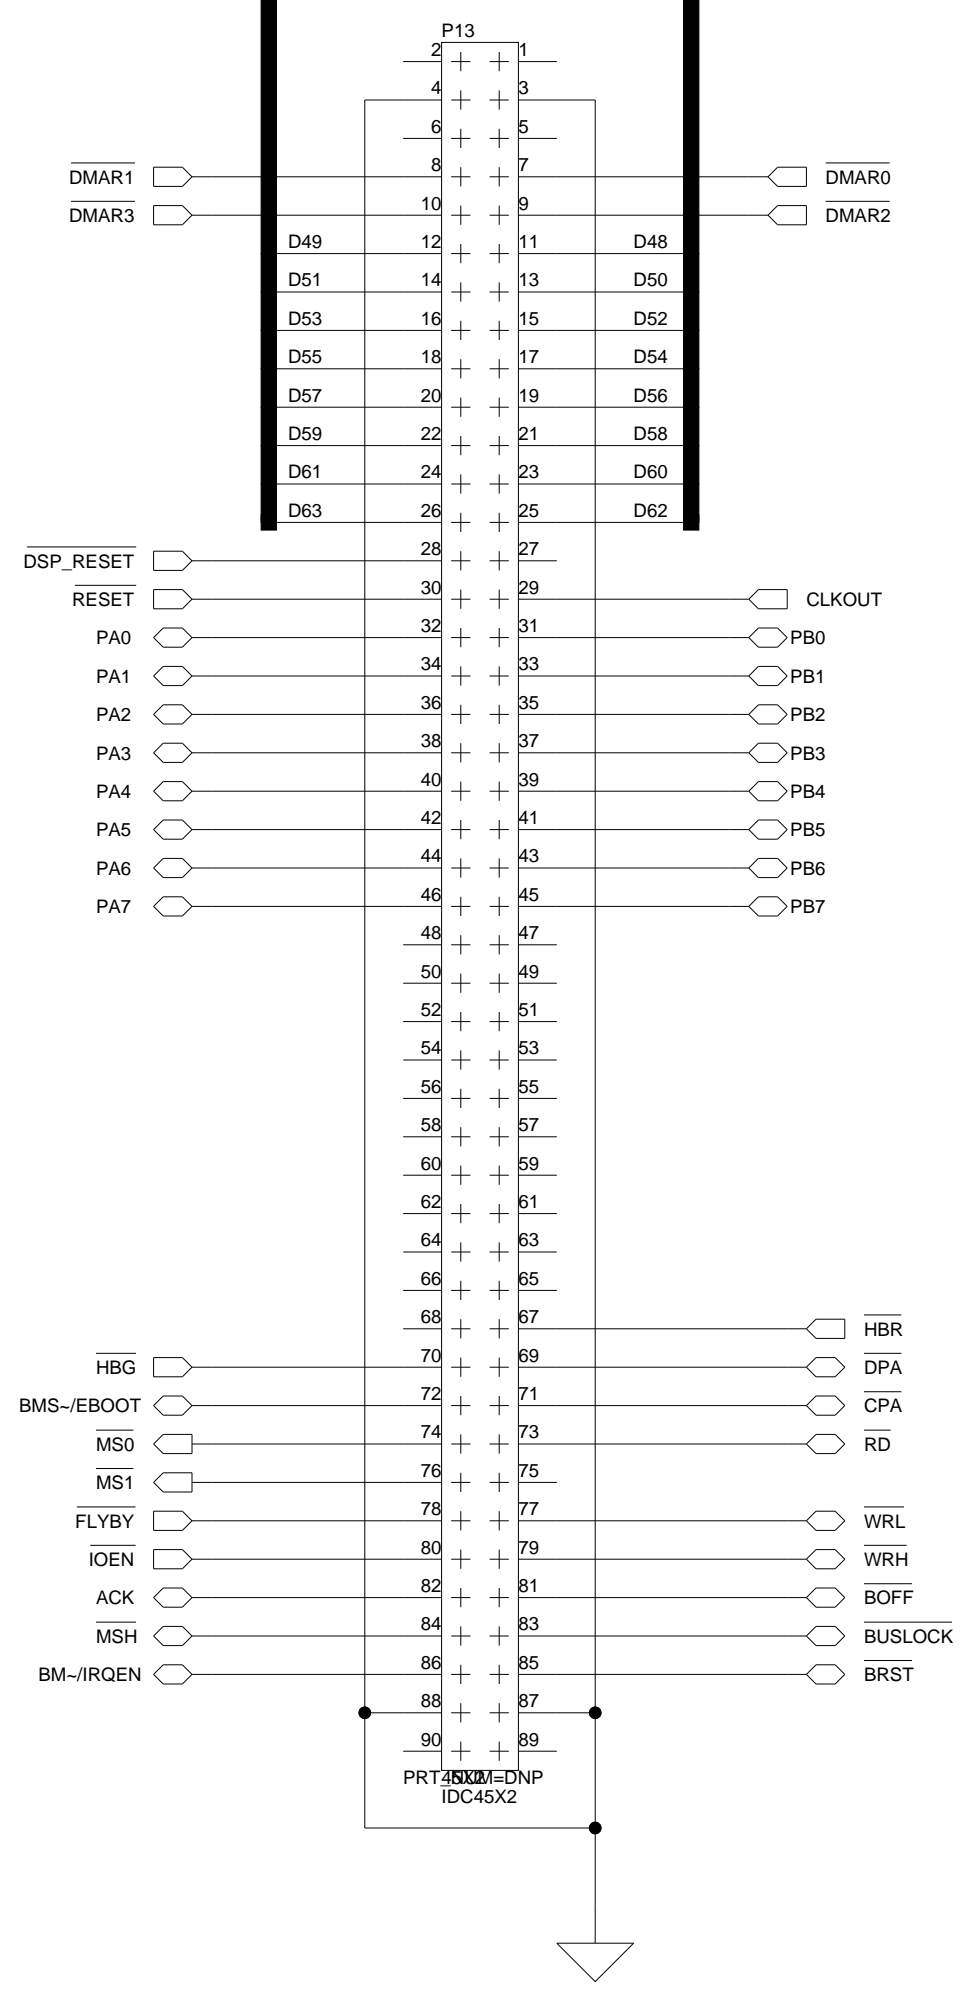 P13
2 1
4 3
6 5
DMAR1 8 7 DMAR0
DMAR3 10 9 DMAR2
D49 12 11 D48
D51 14 13 D50
D53 16 15 D52
D55 18 17 D54
D57 20 19 D56
D59 22 21 D58
D61 24 23 D60
D63 26 25 D62
DSP_RESET 28 27
RESET 30 29 CLKOUT
PA0 32 31 PB0
PA1 34 33 PB1
PA2 36 35 PB2
PA3 38 37 PB3
PA4 40 39 PB4
PA5 42 41 PB5
PA6 44 43 PB6
PA7 46 45 PB7
48 47
50 49
52 51
54 53
56 55
58 57
60 59
62 61
64 63
66 65
68 67 HBR
HBG 70 69 DPA
BMS~/EBOOT 72 71 CPA
MS0 74 73 RD
MS1 76 75
FLYBY 78 77 WRL
IOEN 80 79 WRH
ACK 82 81 BOFF
MSH 84 83 BUSLOCK
BM~/IRQEN 86 85 BRST
88 87
90 89
PRT_NUM=DNP
45X2
IDC45X2